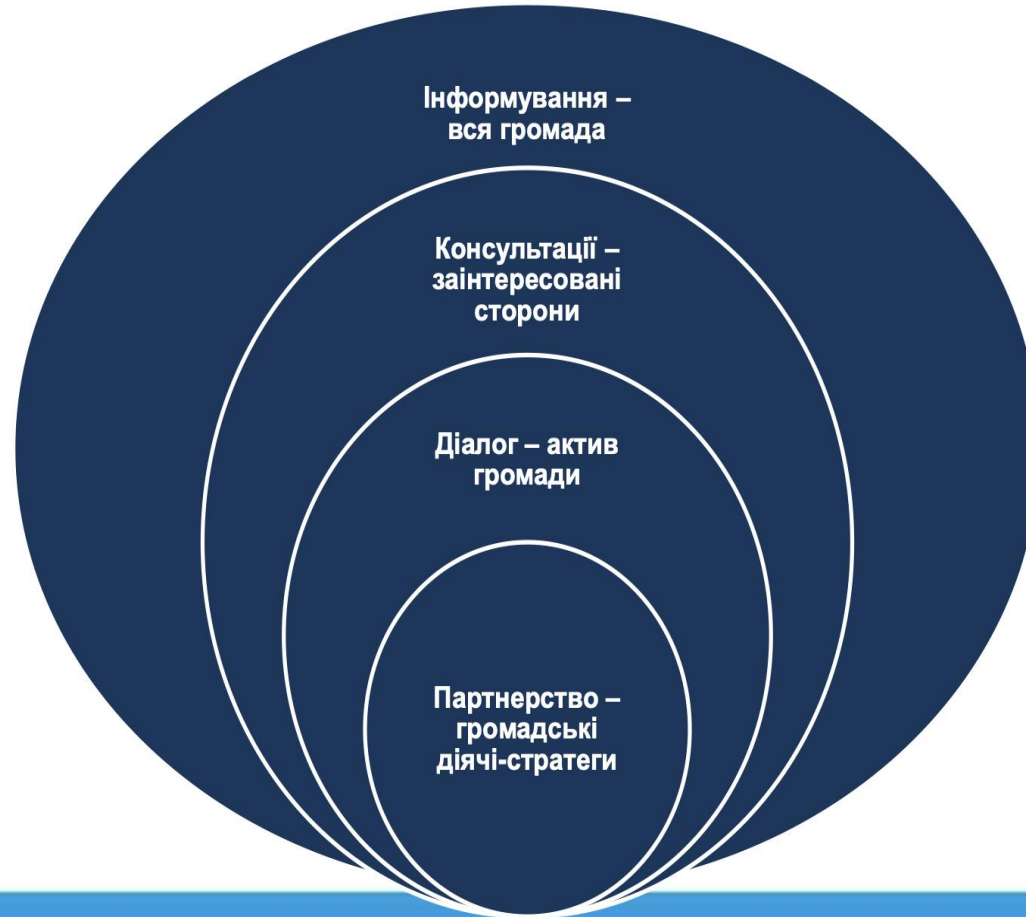 Інформування –
вся громада
Консультації –
заінтересовані
сторони
Діалог – актив
громади
Партнерство –
громадські
діячі-стратеги